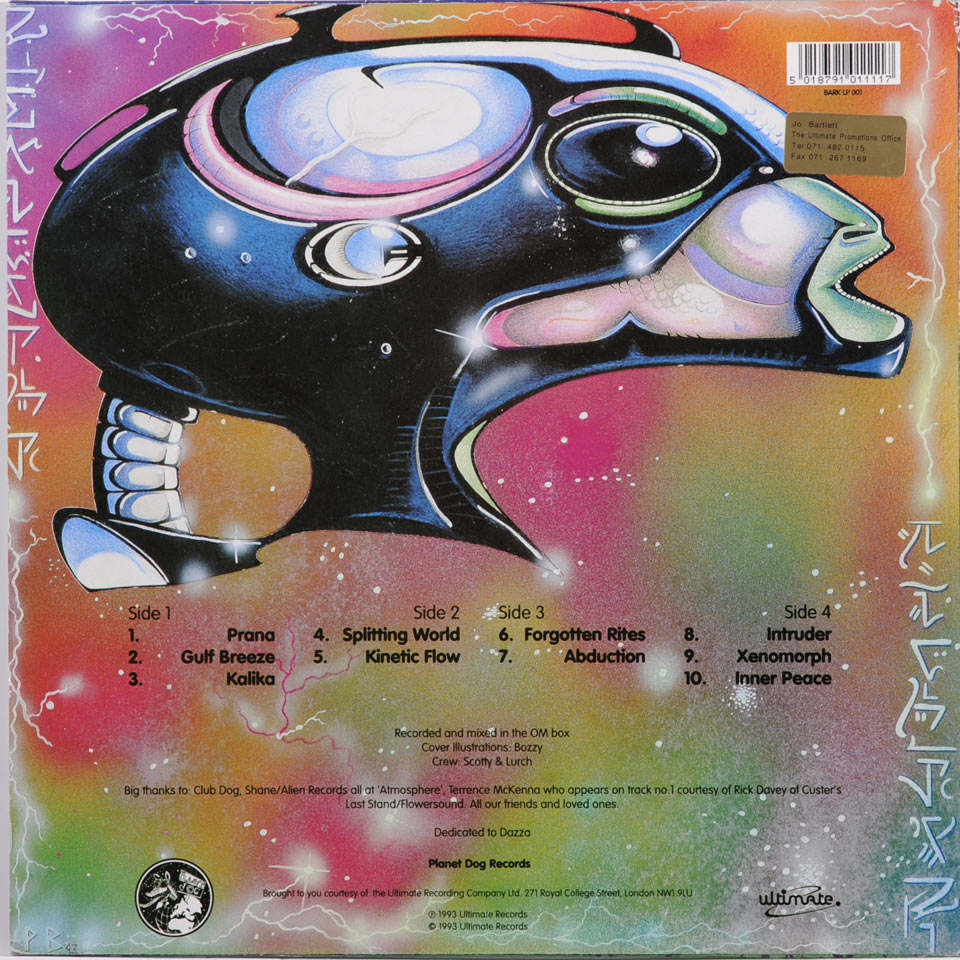 5 018791 011117
BARK LP 001
Jo Bartlett
The Ultimate Promotions Office
Tel 071 482 0115
Fax 071 267 1169
Side 1
1. Prana
2. Gulf Breeze
3. Kalika
Side 2
4. Splitting World
5. Kinetic Flow
Side 3
6. Forgotten Rites
7. Abduction
Side 4
8. Intruder
9. Xenomorph
10. Inner Peace
Recorded and mixed in the OM box
Cover Illustrations: Bozzy
Crew: Scotty & Lurch
Big thanks to: Club Dog, Shane/Alien Records all at 'Atmosphere', Terrence McKenna who appears on track no.1 courtesy of Rick Davey of Custer's
Last Stand/Flowersound. All our friends and loved ones.
Dedicated to Dazza
Planet Dog Records
Brought to you courtesy of the Ultimate Recording Company Ltd. 271 Royal College Street, London NW1 9LU
ultimate.
℗ 1993 Ultimate Records
© 1993 Ultimate Records